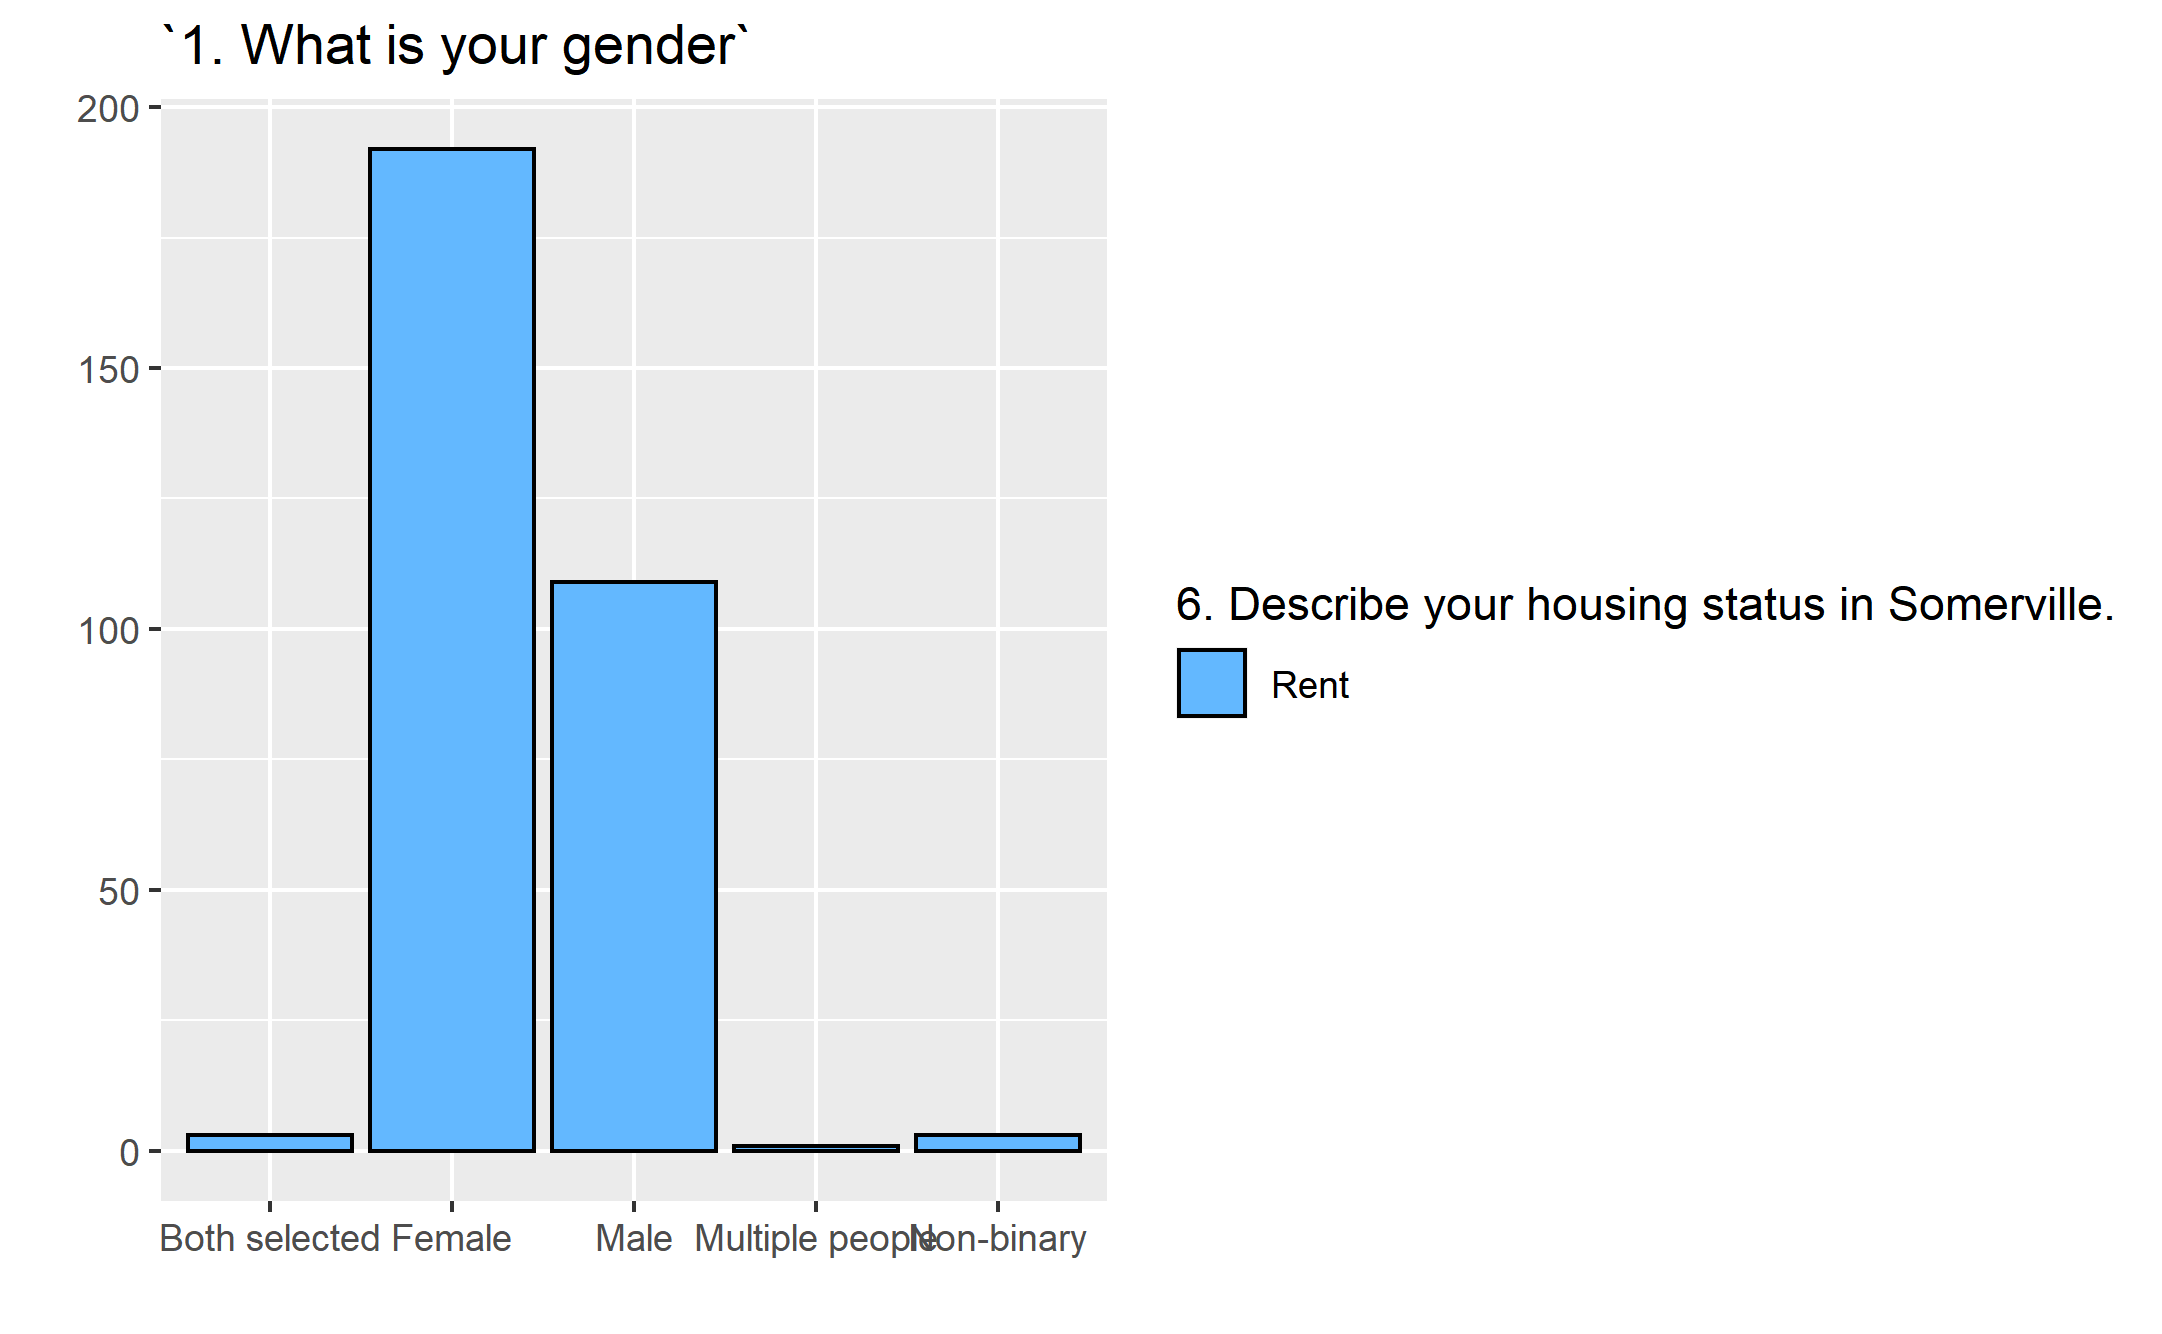 `1. What is your gender`
200
150
100
50
0
Both selected Female Male Multiple people Non-binary
6. Describe your housing status in Somerville.
Rent